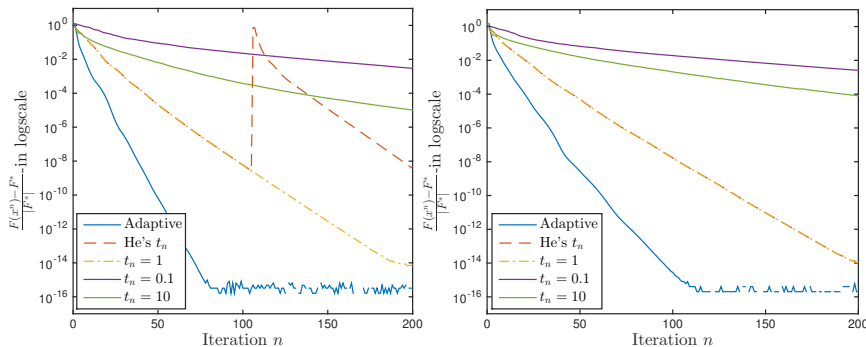 10^0
10^-2
10^-4
10^-6
10^-8
10^-10
10^-12
10^-14
10^-16
F(x^n)−F* / |F*| -in logscale
Adaptive
He's t_n
t_n = 1
t_n = 0.1
t_n = 10
0 50 100 150 200
Iteration n
10^0
10^-2
10^-4
10^-6
10^-8
10^-10
10^-12
10^-14
10^-16
F(x^n)−F* / |F*| -in logscale
Adaptive
He's t_n
t_n = 1
t_n = 0.1
t_n = 10
0 50 100 150 200
Iteration n